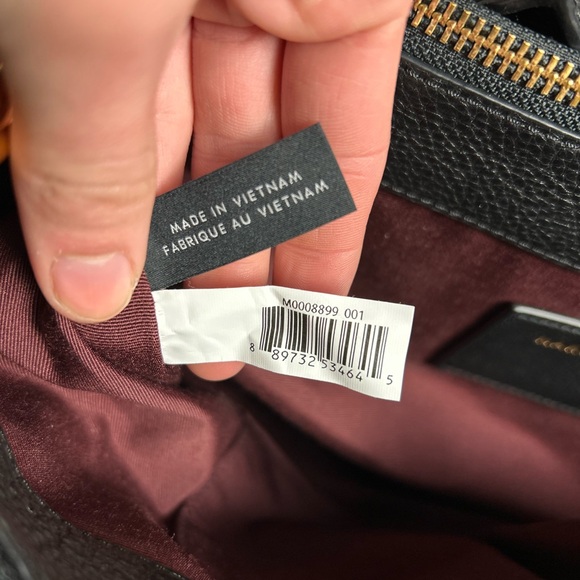 MADE IN VIETNAM
FABRIQUE AU VIETNAM
M0008899 001
8 89732 53464 5